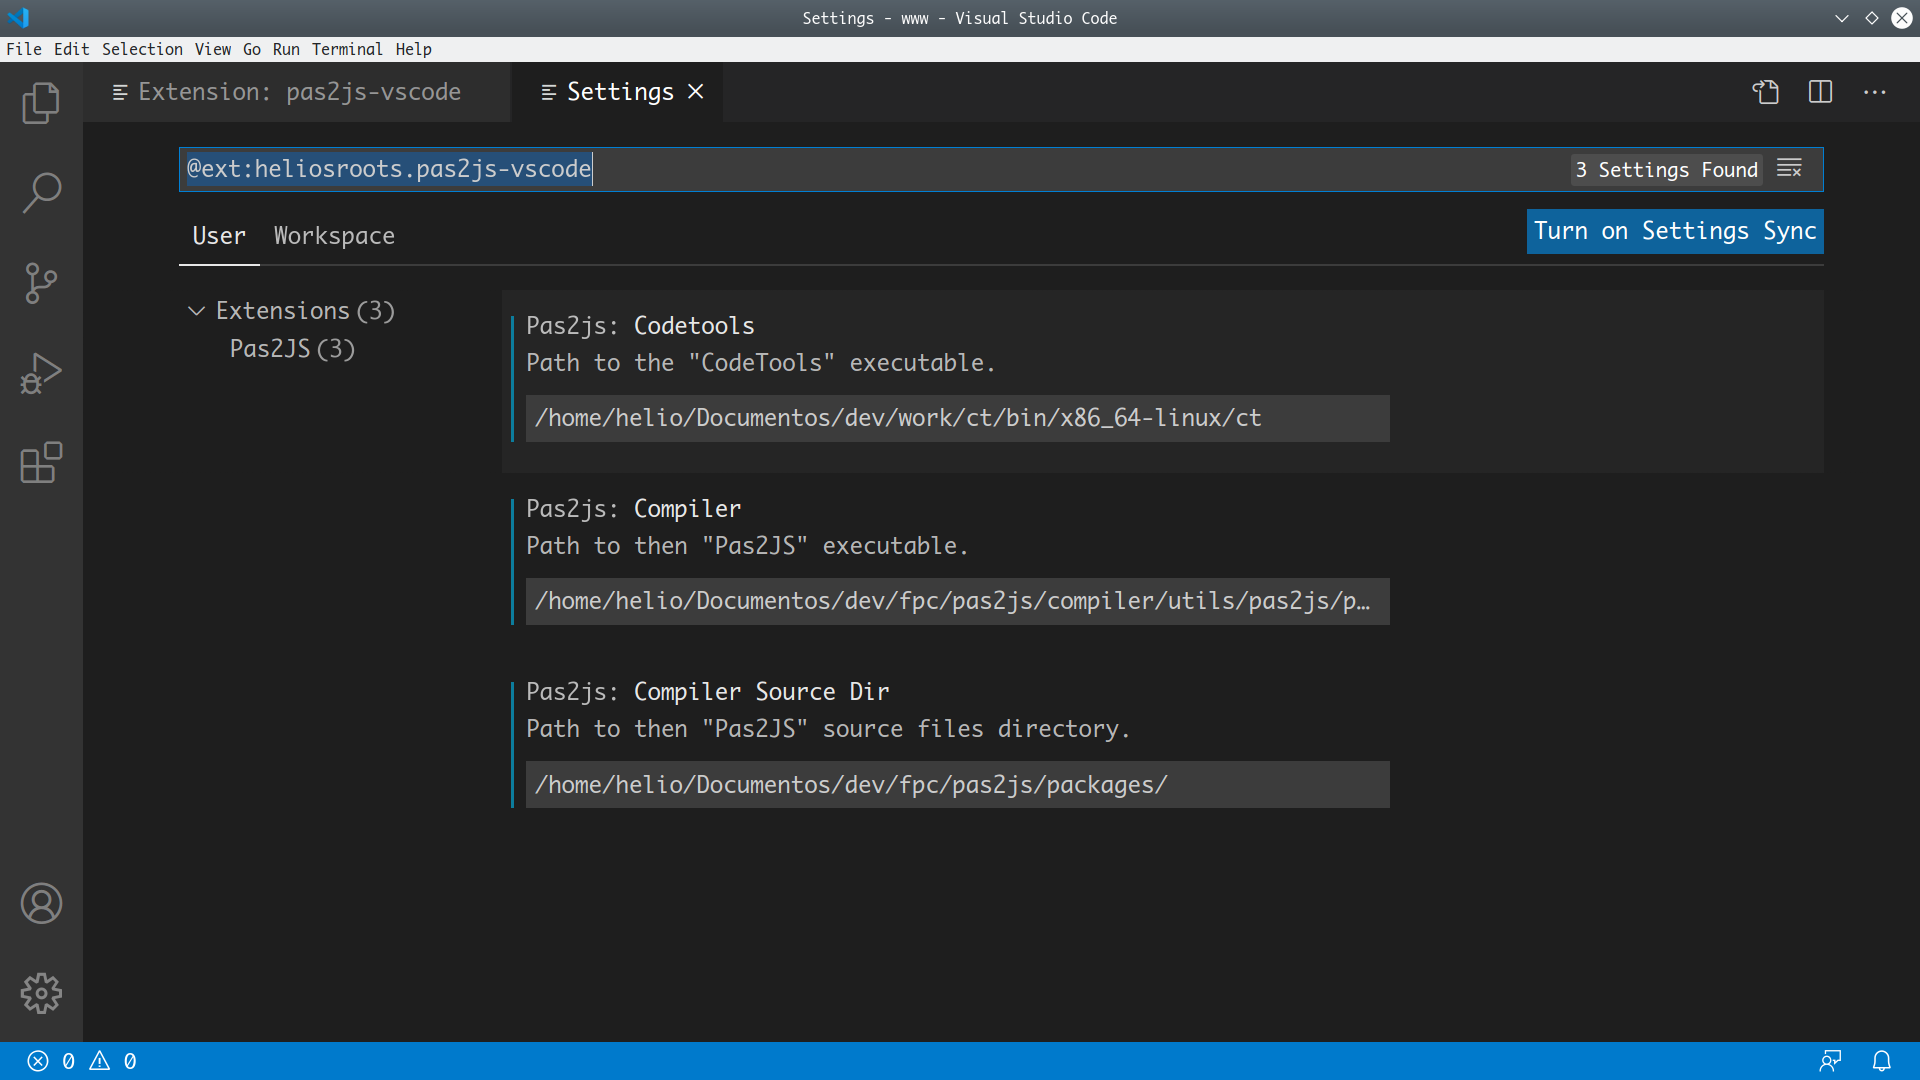 Settings - www - Visual Studio Code
File Edit Selection View Go Run Terminal Help
Extension: pas2js-vscode
Settings
@ext:heliosroots.pas2js-vscode
3 Settings Found
User Workspace
Turn on Settings Sync
Extensions (3)
Pas2JS (3)
Pas2js: Codetools
Path to the "CodeTools" executable.
/home/helio/Documentos/dev/work/ct/bin/x86_64-linux/ct
Pas2js: Compiler
Path to then "Pas2JS" executable.
/home/helio/Documentos/dev/fpc/pas2js/compiler/utils/pas2js/p…
Pas2js: Compiler Source Dir
Path to then "Pas2JS" source files directory.
/home/helio/Documentos/dev/fpc/pas2js/packages/
0 0